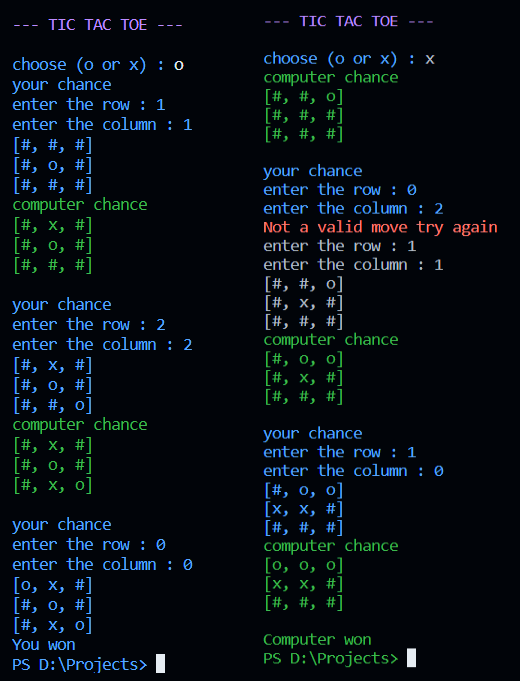 --- TIC TAC TOE ---
choose (o or x) : o
your chance
enter the row : 1
enter the column : 1
[#, #, #]
[#, o, #]
[#, #, #]
computer chance
[#, x, #]
[#, o, #]
[#, #, #]
your chance
enter the row : 2
enter the column : 2
[#, x, #]
[#, o, #]
[#, #, o]
computer chance
[#, x, #]
[#, o, #]
[#, x, o]
your chance
enter the row : 0
enter the column : 0
[o, x, #]
[#, o, #]
[#, x, o]
You won
PS D:\Projects>
--- TIC TAC TOE ---
choose (o or x) : x
computer chance
[#, #, o]
[#, #, #]
[#, #, #]
your chance
enter the row : 0
enter the column : 2
Not a valid move try again
enter the row : 1
enter the column : 1
[#, #, o]
[#, x, #]
[#, #, #]
computer chance
[#, o, o]
[#, x, #]
[#, #, #]
your chance
enter the row : 1
enter the column : 0
[#, o, o]
[x, x, #]
[#, #, #]
computer chance
[o, o, o]
[x, x, #]
[#, #, #]
Computer won
PS D:\Projects>